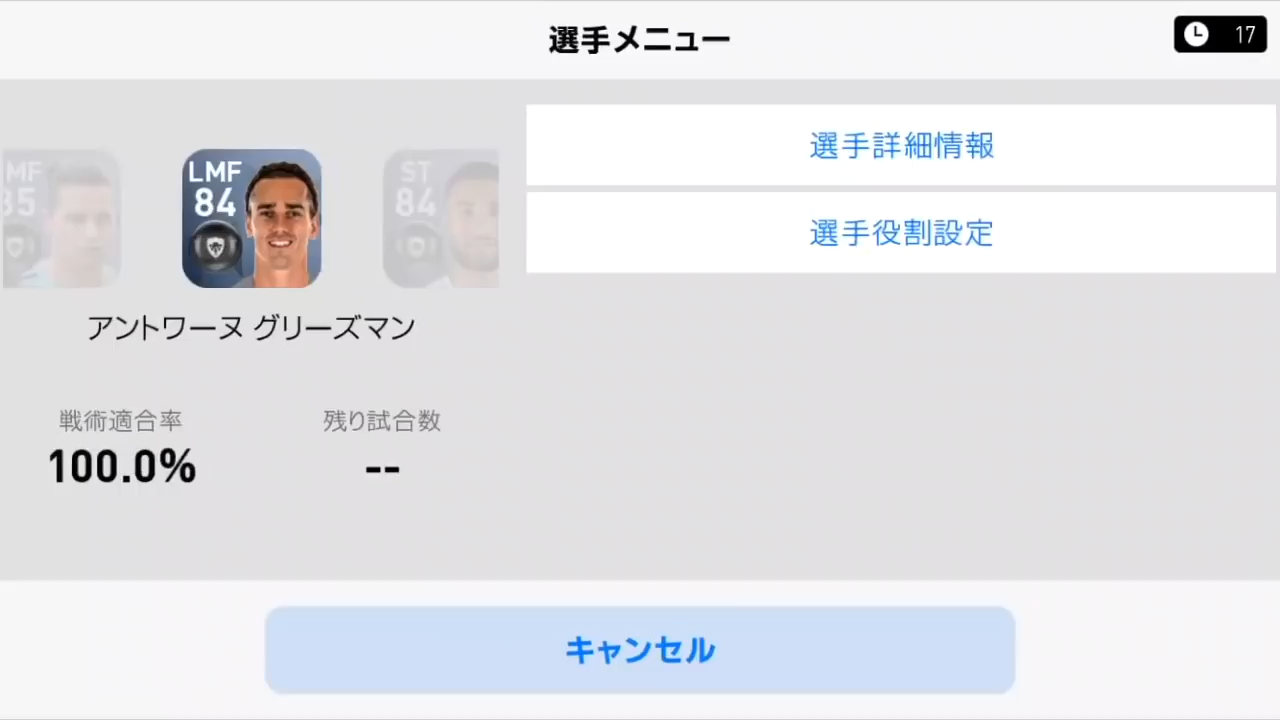 選手メニュー
17
選手詳細情報
選手役割設定
MF
85
LMF
84
ST
84
アントワーヌ グリーズマン
戦術適合率
残り試合数
100.0%
--
キャンセル